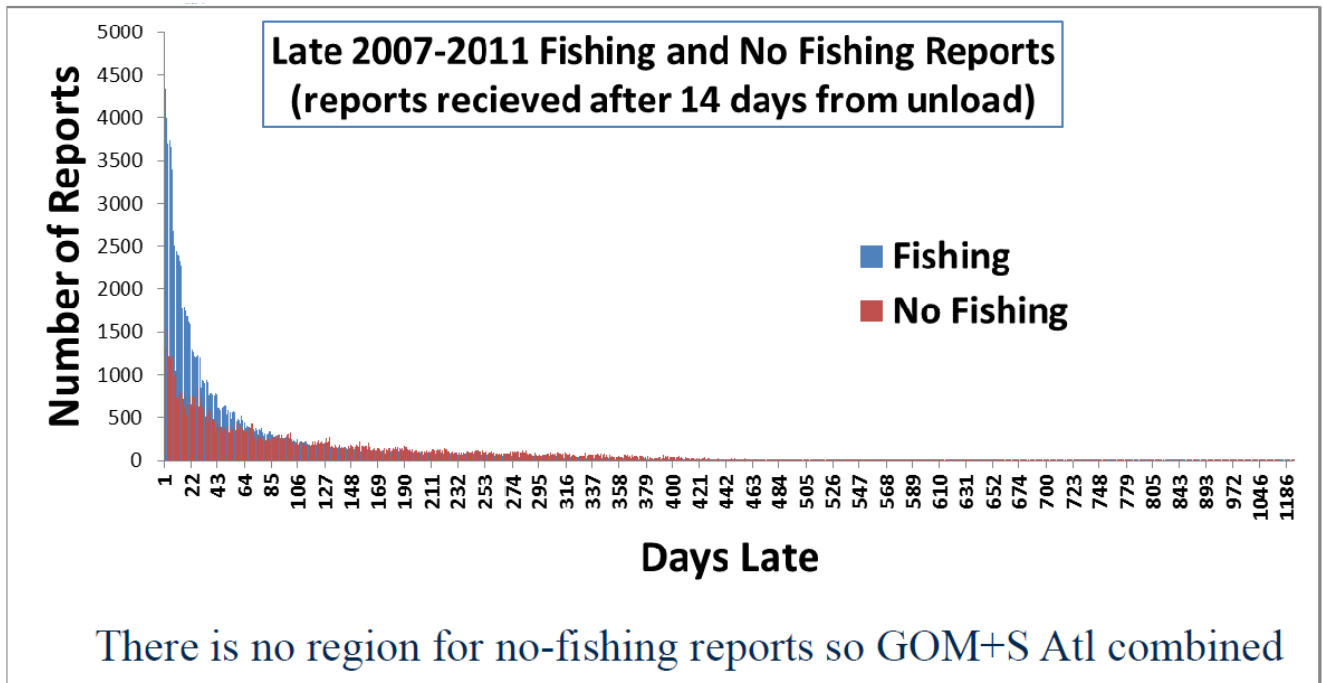 Late 2007-2011 Fishing and No Fishing Reports
(reports recieved after 14 days from unload)
Number of Reports
5000
4500
4000
3500
3000
2500
2000
1500
1000
500
0
Fishing
No Fishing
1 22 43 64 85 106 127 148 169 190 211 232 253 274 295 316 337 358 379 400 421 442 463 484 505 526 547 568 589 610 631 652 674 700 723 748 779 805 843 893 972 1046 1186
Days Late
There is no region for no-fishing reports so GOM+S Atl combined